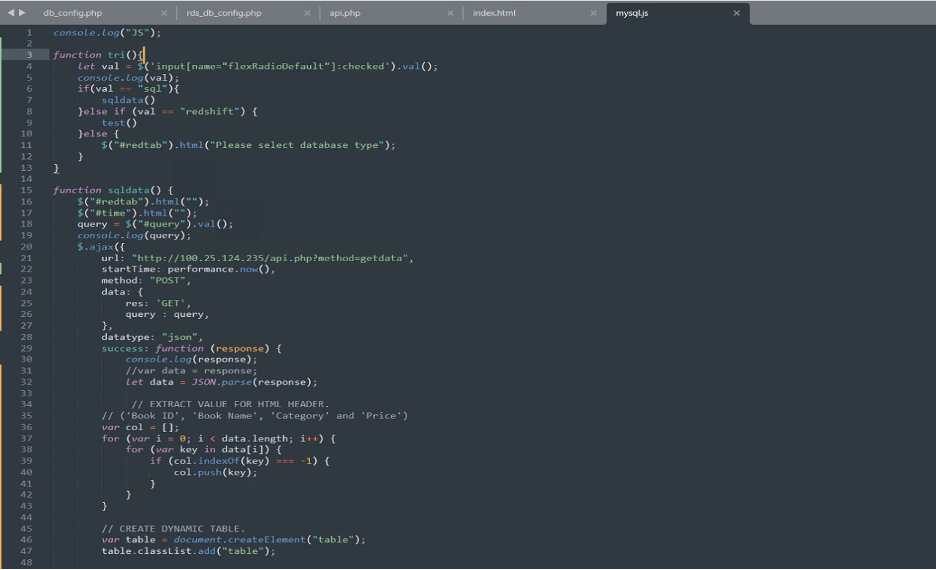 db_config.php × rds_db_config.php × api.php × index.html × mysql.js ×
1 console.log("JS");
2
3 function tri(){
4 let val = $('input[name="flexRadioDefault"]:checked').val();
5 console.log(val);
6 if(val == "sql"){
7 sqldata()
8 }else if (val == "redshift") {
9 test()
10 }else {
11 $("#redtab").html("Please select database type");
12 }
13 }
14
15 function sqldata() {
16 $("#redtab").html("");
17 $("#time").html("");
18 query = $("#query").val();
19 console.log(query);
20 $.ajax({
21 url: "http://100.25.124.235/api.php?method=getdata",
22 startTime: performance.now(),
23 method: "POST",
24 data: {
25 res: 'GET',
26 query : query,
27 },
28 datatype: "json",
29 success: function (response) {
30 console.log(response);
31 //var data = response;
32 let data = JSON.parse(response);
33
34 // EXTRACT VALUE FOR HTML HEADER.
35 // ('Book ID', 'Book Name', 'Category' and 'Price')
36 var col = [];
37 for (var i = 0; i < data.length; i++) {
38 for (var key in data[i]) {
39 if (col.indexOf(key) === -1) {
40 col.push(key);
41 }
42 }
43 }
44
45 // CREATE DYNAMIC TABLE.
46 var table = document.createElement("table");
47 table.classList.add("table");
48